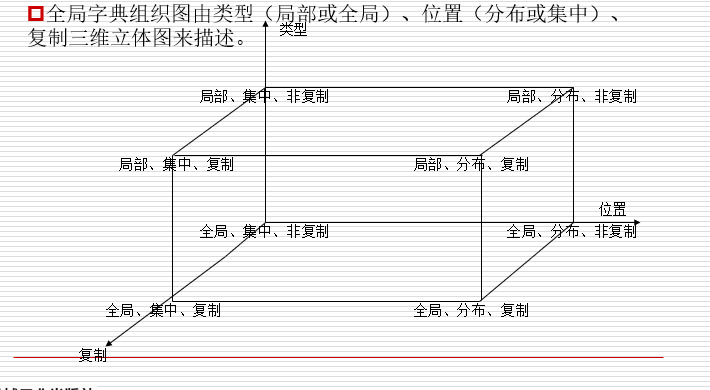 全局字典组织图由类型（局部或全局）、位置（分布或集中）、
复制三维立体图来描述。
类型
局部、集中、非复制
局部、分布、非复制
局部、集中、复制
局部、分布、复制
位置
全局、集中、非复制
全局、分布、非复制
全局、集中、复制
全局、分布、复制
复制